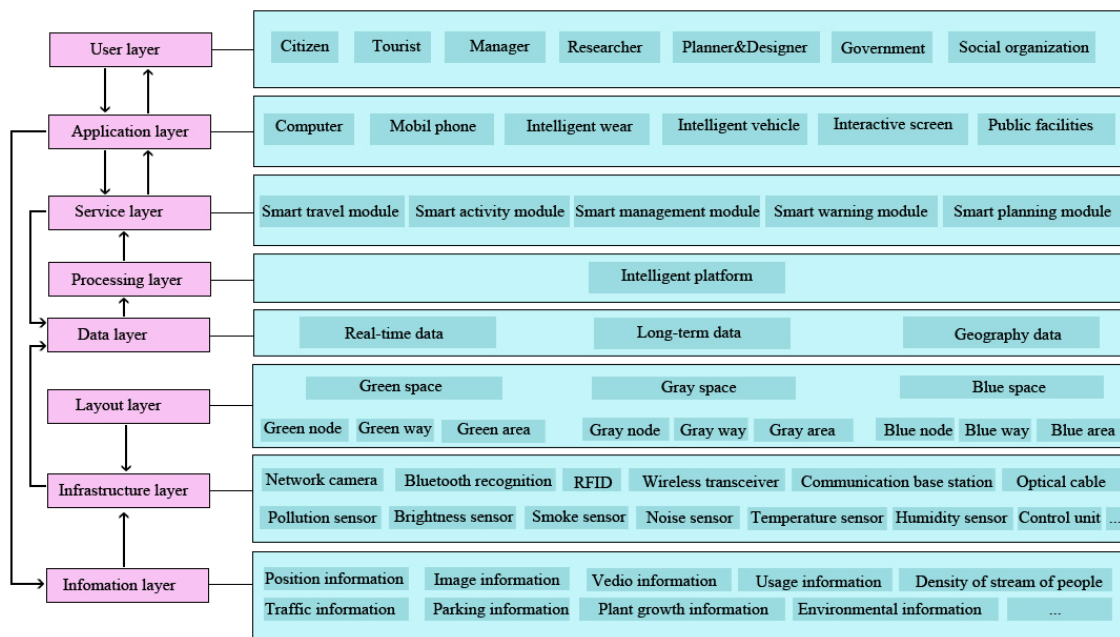 User layer
Citizen Tourist Manager Researcher Planner&Designer Government Social organization
Application layer
Computer Mobil phone Intelligent wear Intelligent vehicle Interactive screen Public facilities
Service layer
Smart travel module Smart activity module Smart management module Smart warning module Smart planning module
Processing layer
Intelligent platform
Data layer
Real-time data Long-term data Geography data
Layout layer
Green space Gray space Blue space
Green node Green way Green area Gray node Gray way Gray area Blue node Blue way Blue area
Infrastructure layer
Network camera Bluetooth recognition RFID Wireless transceiver Communication base station Optical cable
Pollution sensor Brightness sensor Smoke sensor Noise sensor Temperature sensor Humidity sensor Control unit ...
Infomation layer
Position information Image information Vedio information Usage information Density of stream of people
Traffic information Parking information Plant growth information Environmental information ...